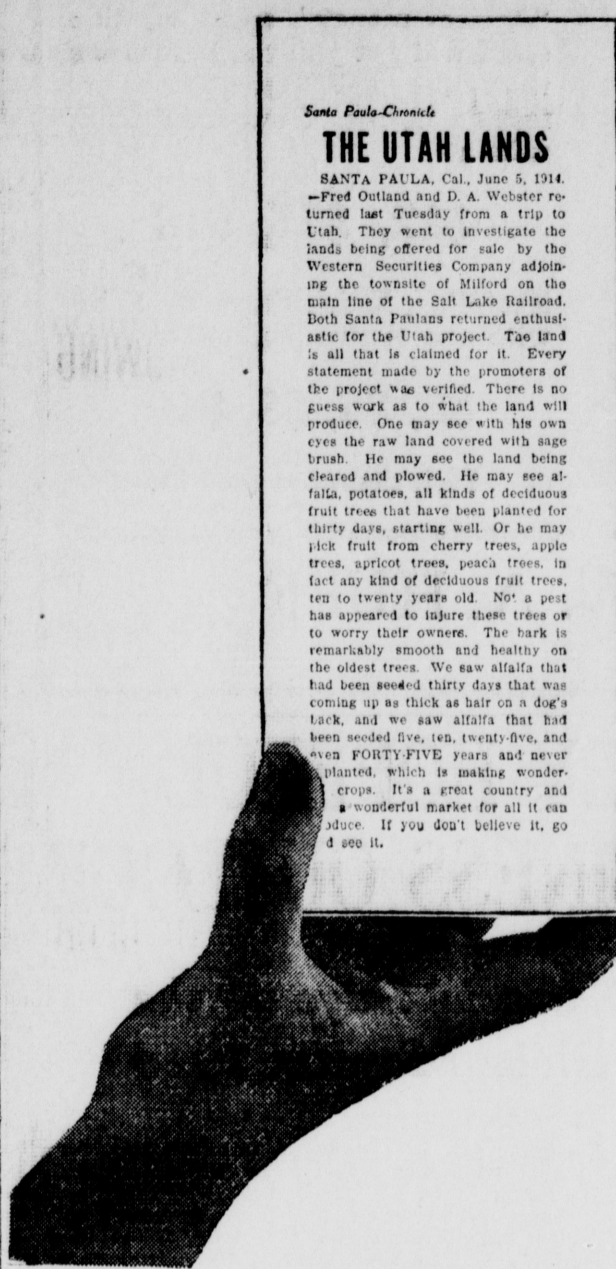 Santa Paula-Chronicle
THE UTAH LANDS
SANTA PAULA, Cal., June 5, 1914.
—Fred Outland and D. A. Webster re-
turned last Tuesday from a trip to
Utah. They went to investigate the
lands being offered for sale by the
Western Securities Company adjoin-
ing the townsite of Milford on the
main line of the Salt Lake Railroad.
Both Santa Paulans returned enthusi-
astic for the Utah project. The land
is all that is claimed for it. Every
statement made by the promoters of
the project was verified. There is no
guess work as to what the land will
produce. One may see with his own
eyes the raw land covered with sage
brush. He may see the land being
cleared and plowed. He may see al-
falfa, potatoes, all kinds of deciduous
fruit trees that have been planted for
thirty days, starting well. Or he may
pick fruit from cherry trees, apple
trees, apricot trees, peach trees, in
fact any kind of deciduous fruit trees,
ten to twenty years old. Not a pest
has appeared to injure these trees or
to worry their owners. The bark is
remarkably smooth and healthy on
the oldest trees. We saw alfalfa that
had been seeded thirty days that was
coming up as thick as hair on a dog's
back, and we saw alfalfa that had
been seeded five, ten, twenty-five, and
even FORTY-FIVE years and never
planted, which is making wonder-
crops. It's a great country and
a wonderful market for all it can
oduce. If you don't believe it, go
d see it.